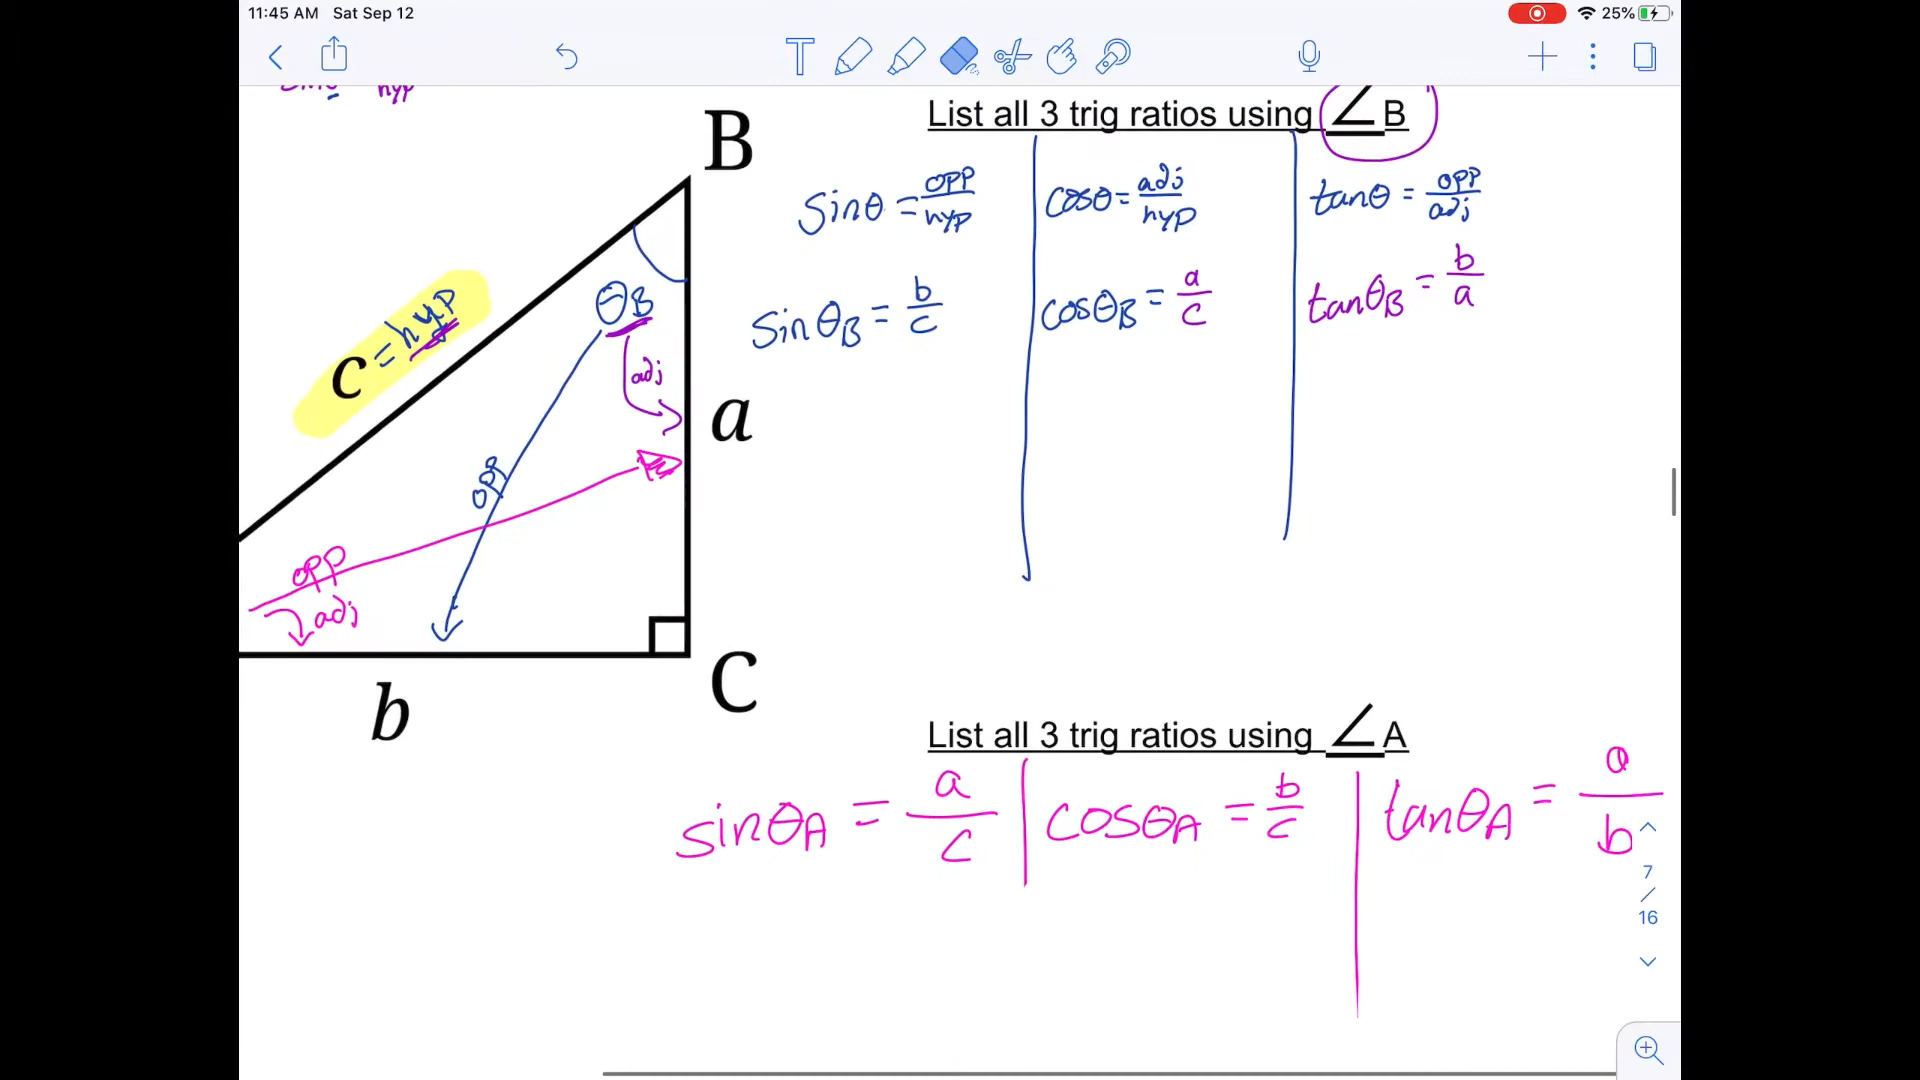 11:45 AM Sat Sep 12
25%
hyp
List all 3 trig ratios using ∠B
B
sinθ = opp/hyp
cosθ = adj/hyp
tanθ = opp/adj
sinθB = b/c
cosθB = a/c
tanθB = b/a
θB
c = hyp
adj
a
opp
opp
adj
b
C
List all 3 trig ratios using ∠A
sinθA = a/c
cosθA = b/c
tanθA = a/b
7
/
16